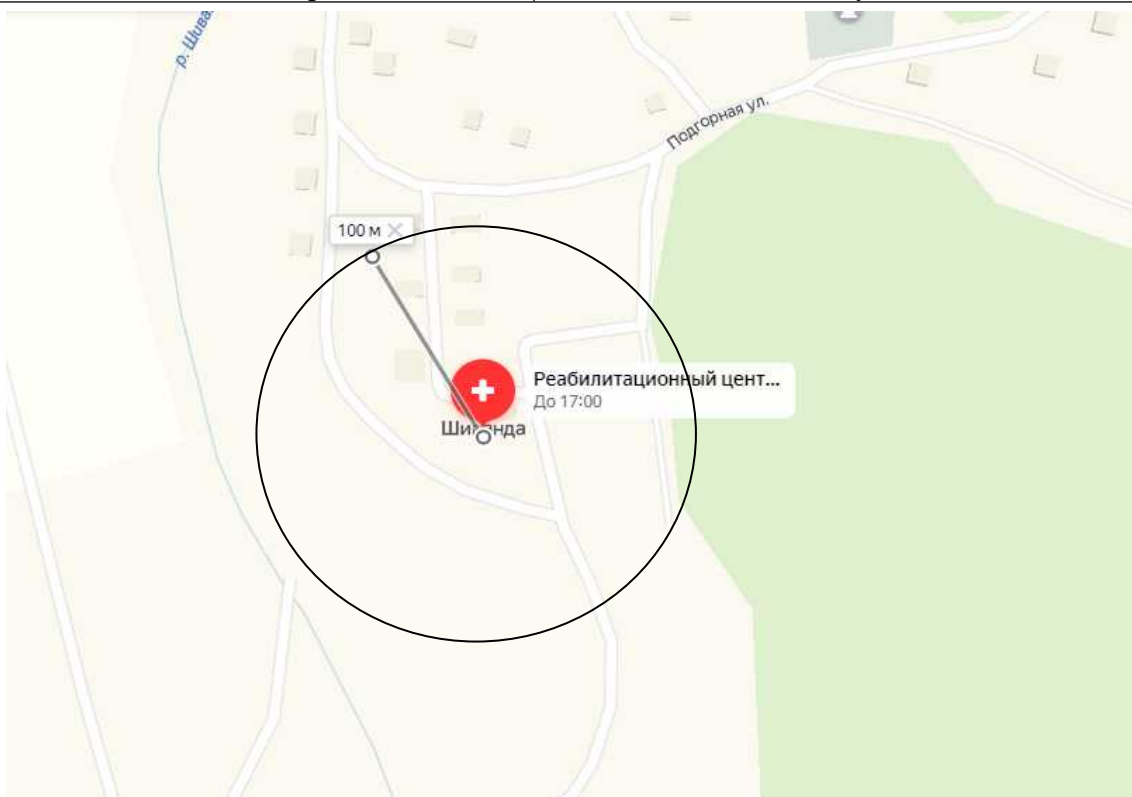 р. Шива
Подгорная ул.
100 м
Реабилитационный цент...
До 17:00